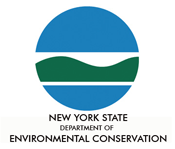 NEW YORK STATE
DEPARTMENT OF
ENVIRONMENTAL CONSERVATION